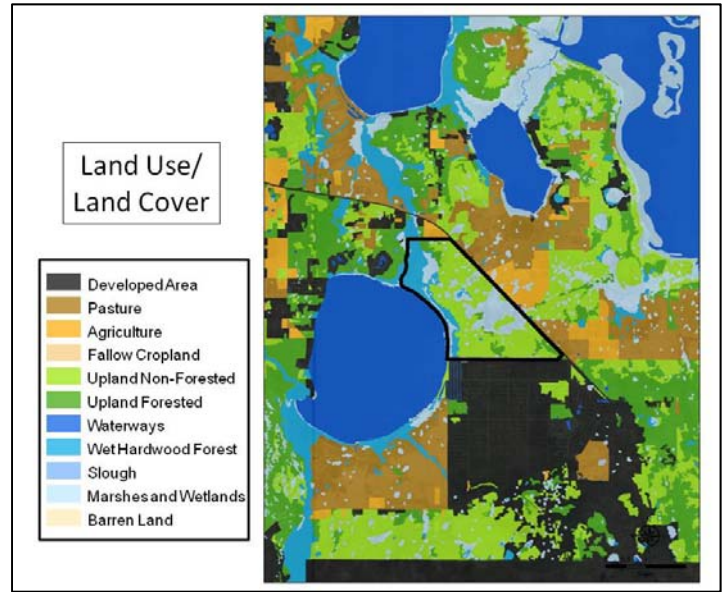 Land Use/
Land Cover
Developed Area
Pasture
Agriculture
Fallow Cropland
Upland Non-Forested
Upland Forested
Waterways
Wet Hardwood Forest
Slough
Marshes and Wetlands
Barren Land